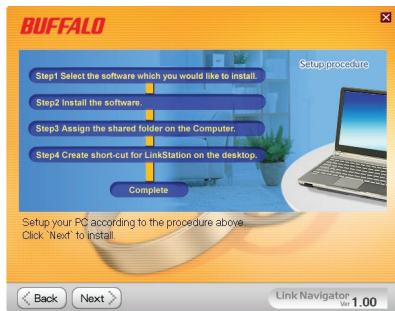 BUFFALO
Setup procedure
Step1 Select the software which you would like to install.
Step2 Install the software.
Step3 Assign the shared folder on the Computer.
Step4 Create short-cut for LinkStation on the desktop.
Complete
Setup your PC according to the procedure above.
Click `Next` to install.
Back
Next
Link Navigator
Ver 1.00